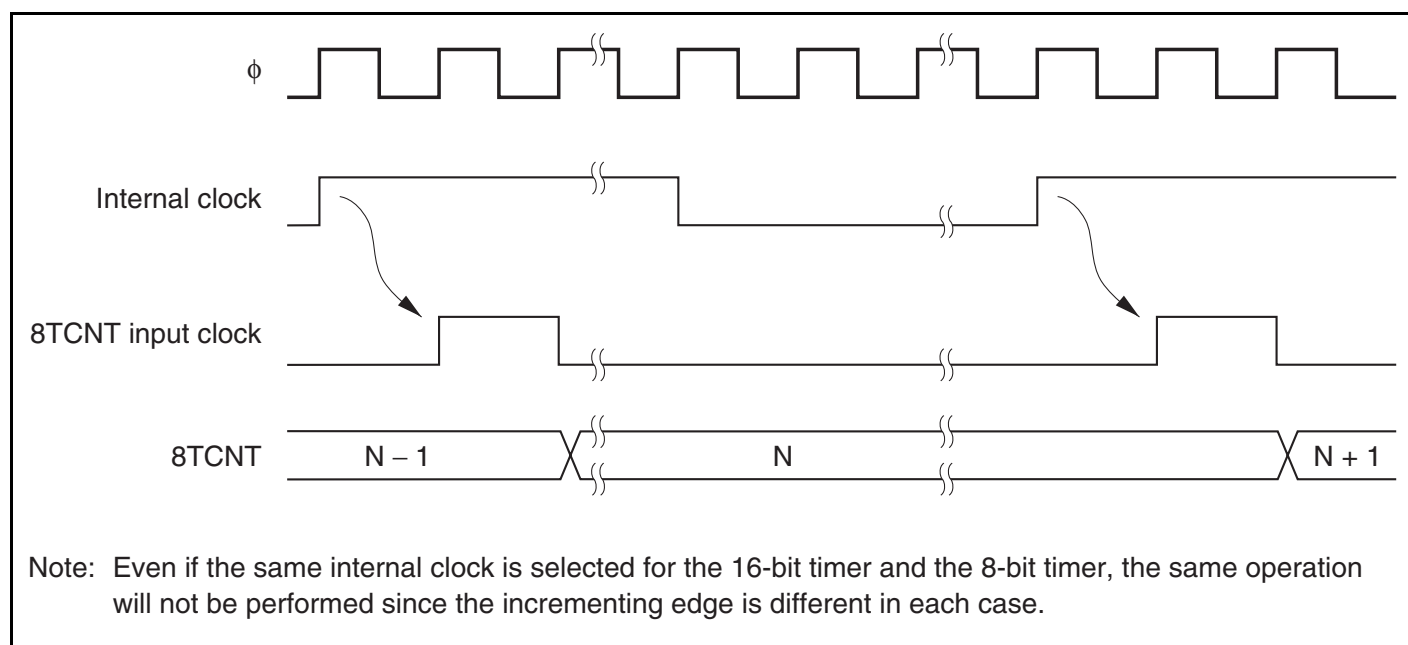 ϕ
Internal clock
8TCNT input clock
8TCNT
N – 1
N
N + 1
Note: Even if the same internal clock is selected for the 16-bit timer and the 8-bit timer, the same operation
will not be performed since the incrementing edge is different in each case.